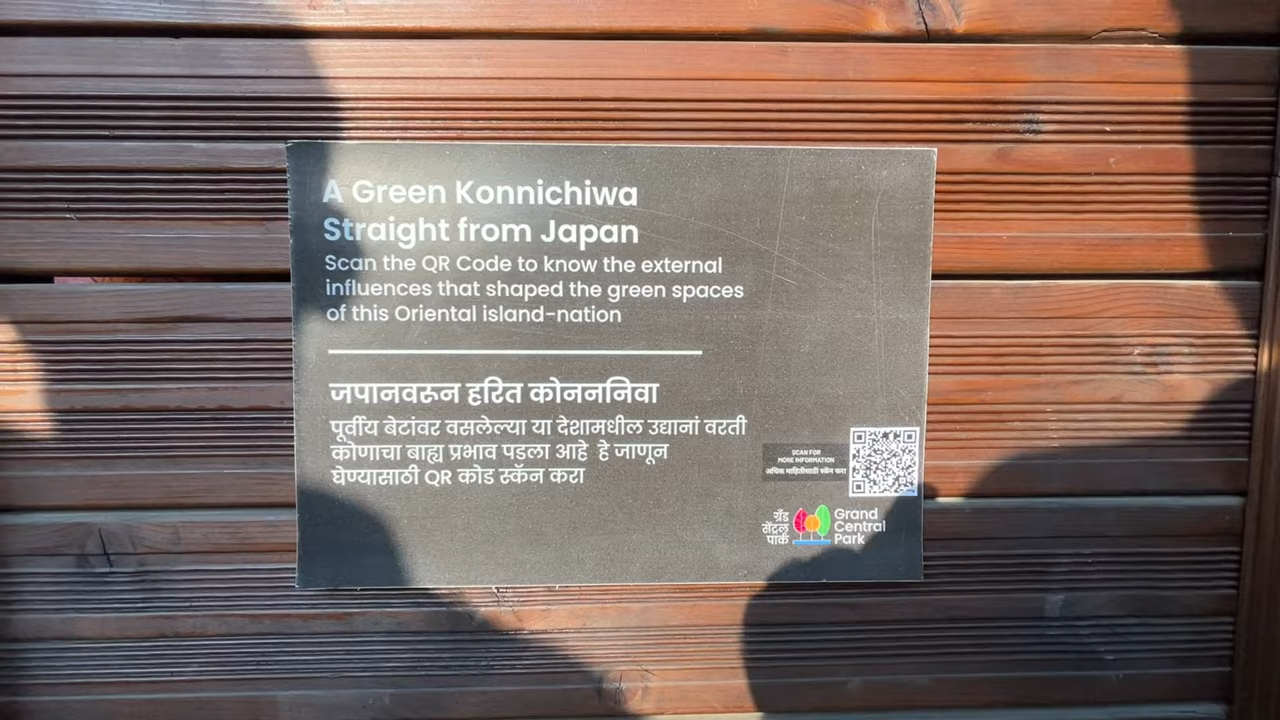 A Green Konnichiwa
Straight from Japan
Scan the QR Code to know the external
influences that shaped the green spaces
of this Oriental island-nation
जपानवरून हरित कोनननिवा
पूर्वीय बेटांवर वसलेल्या या देशामधील उद्यानां वरती
कोणाचा बाह्य प्रभाव पडला आहे हे जाणून
घेण्यासाठी QR कोड स्कॅन करा
SCAN FOR
MORE INFORMATION
अधिक माहितीसाठी स्कॅन करा
ग्रँड
सेंट्रल
पार्क
Grand
Central
Park